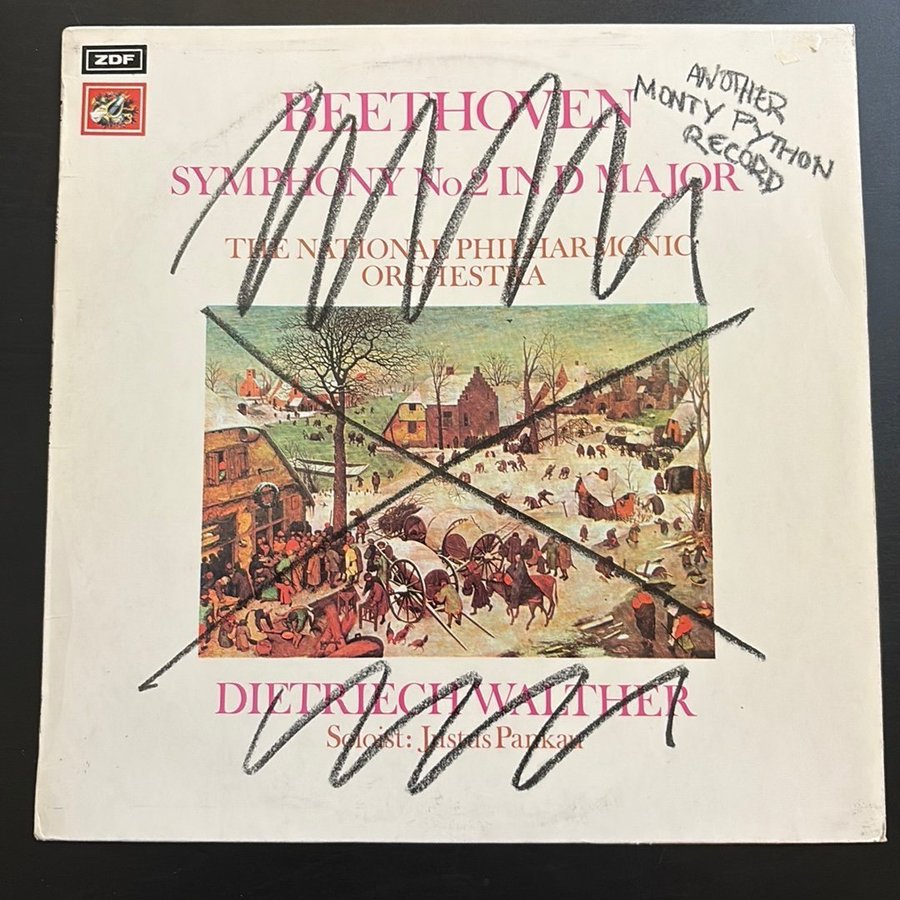 ZDF
ANOTHER
MONTY PYTHON
RECORD
BEETHOVEN
SYMPHONY No.2 IN D MAJOR
THE NATIONAL PHILHARMONIC
ORCHESTRA
DIETRIECH WALTHER
Soloist: Justus Pankau